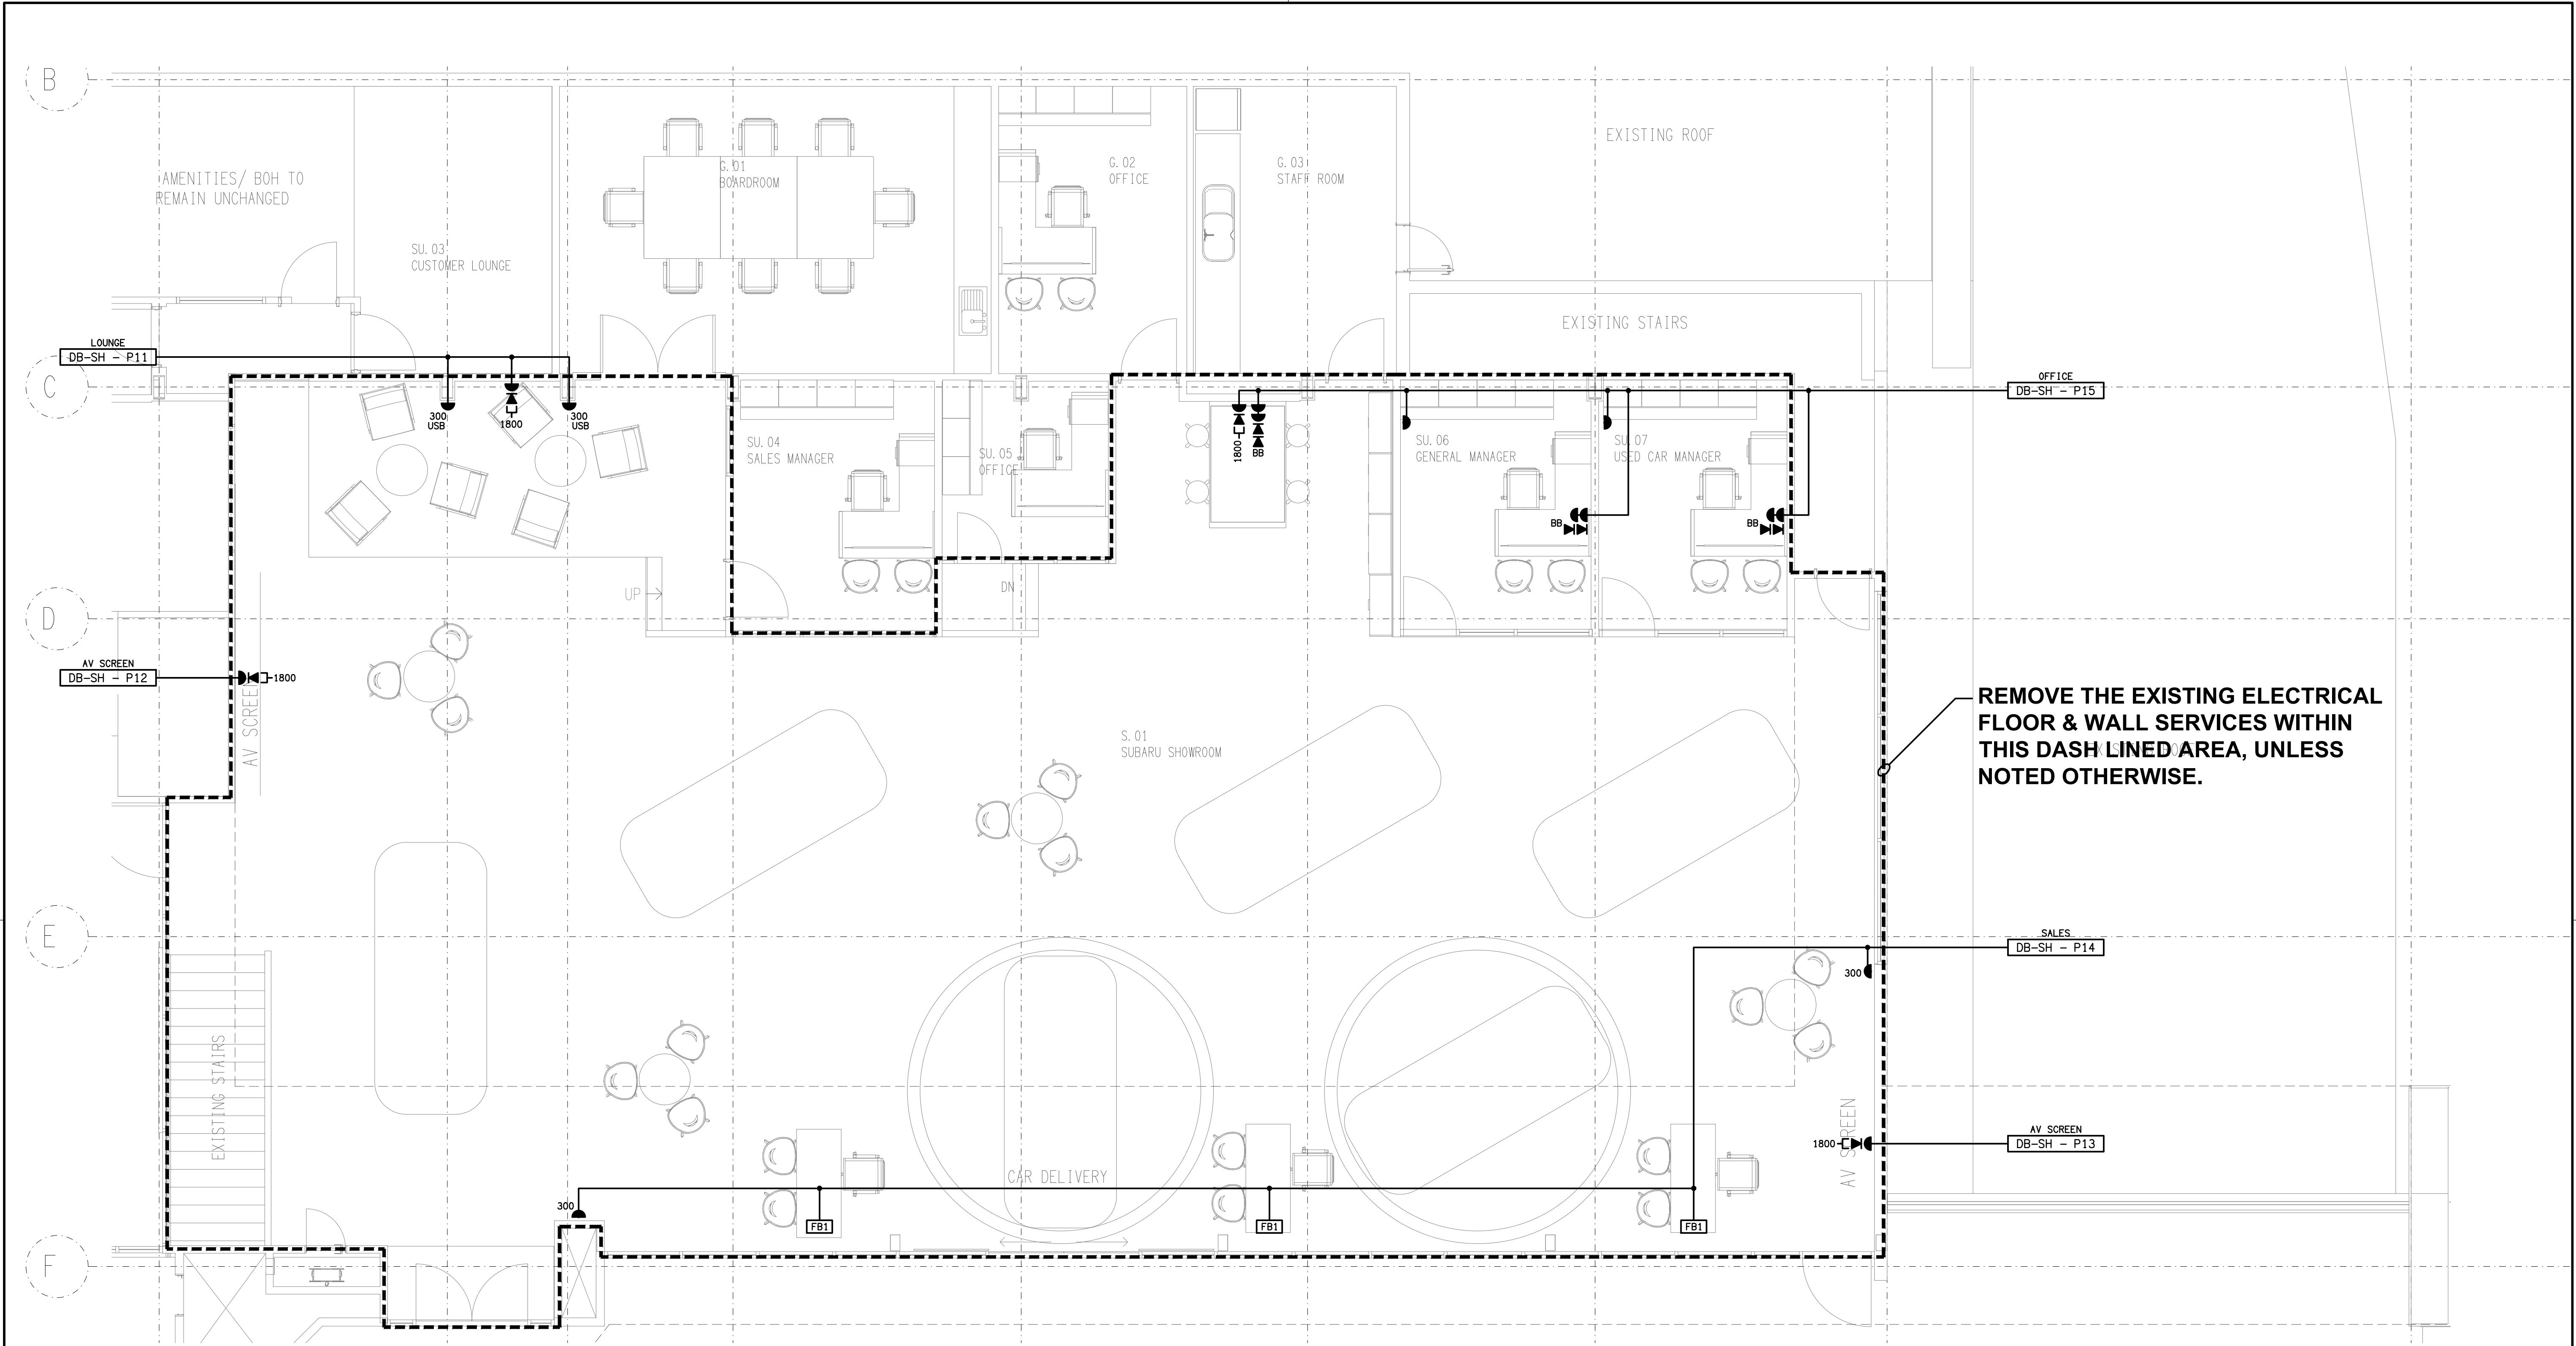 B
EXISTING ROOF
G.01
BOARDROOM
G.02
OFFICE
G.03
STAFF ROOM
AMENITIES/ BOH TO
REMAIN UNCHANGED
SU.03
CUSTOMER LOUNGE
EXISTING STAIRS
LOUNGE
DB-SH - P11
C
OFFICE
DB-SH - P15
300
USB
1800
300
USB
SU.04
SALES MANAGER
SU.05
OFFICE
1800
BB
SU.06
GENERAL MANAGER
SU.07
USED CAR MANAGER
BB
BB
UP
DN
D
AV SCREEN
DB-SH - P12
1800
AV SCREEN
S.01
SUBARU SHOWROOM
REMOVE THE EXISTING ELECTRICAL
FLOOR & WALL SERVICES WITHIN
THIS DASH LINED AREA, UNLESS
NOTED OTHERWISE.
E
SALES
DB-SH - P14
300
EXISTING STAIRS
AV SCREEN
1800
AV SCREEN
DB-SH - P13
CAR DELIVERY
300
FB1
FB1
FB1
F